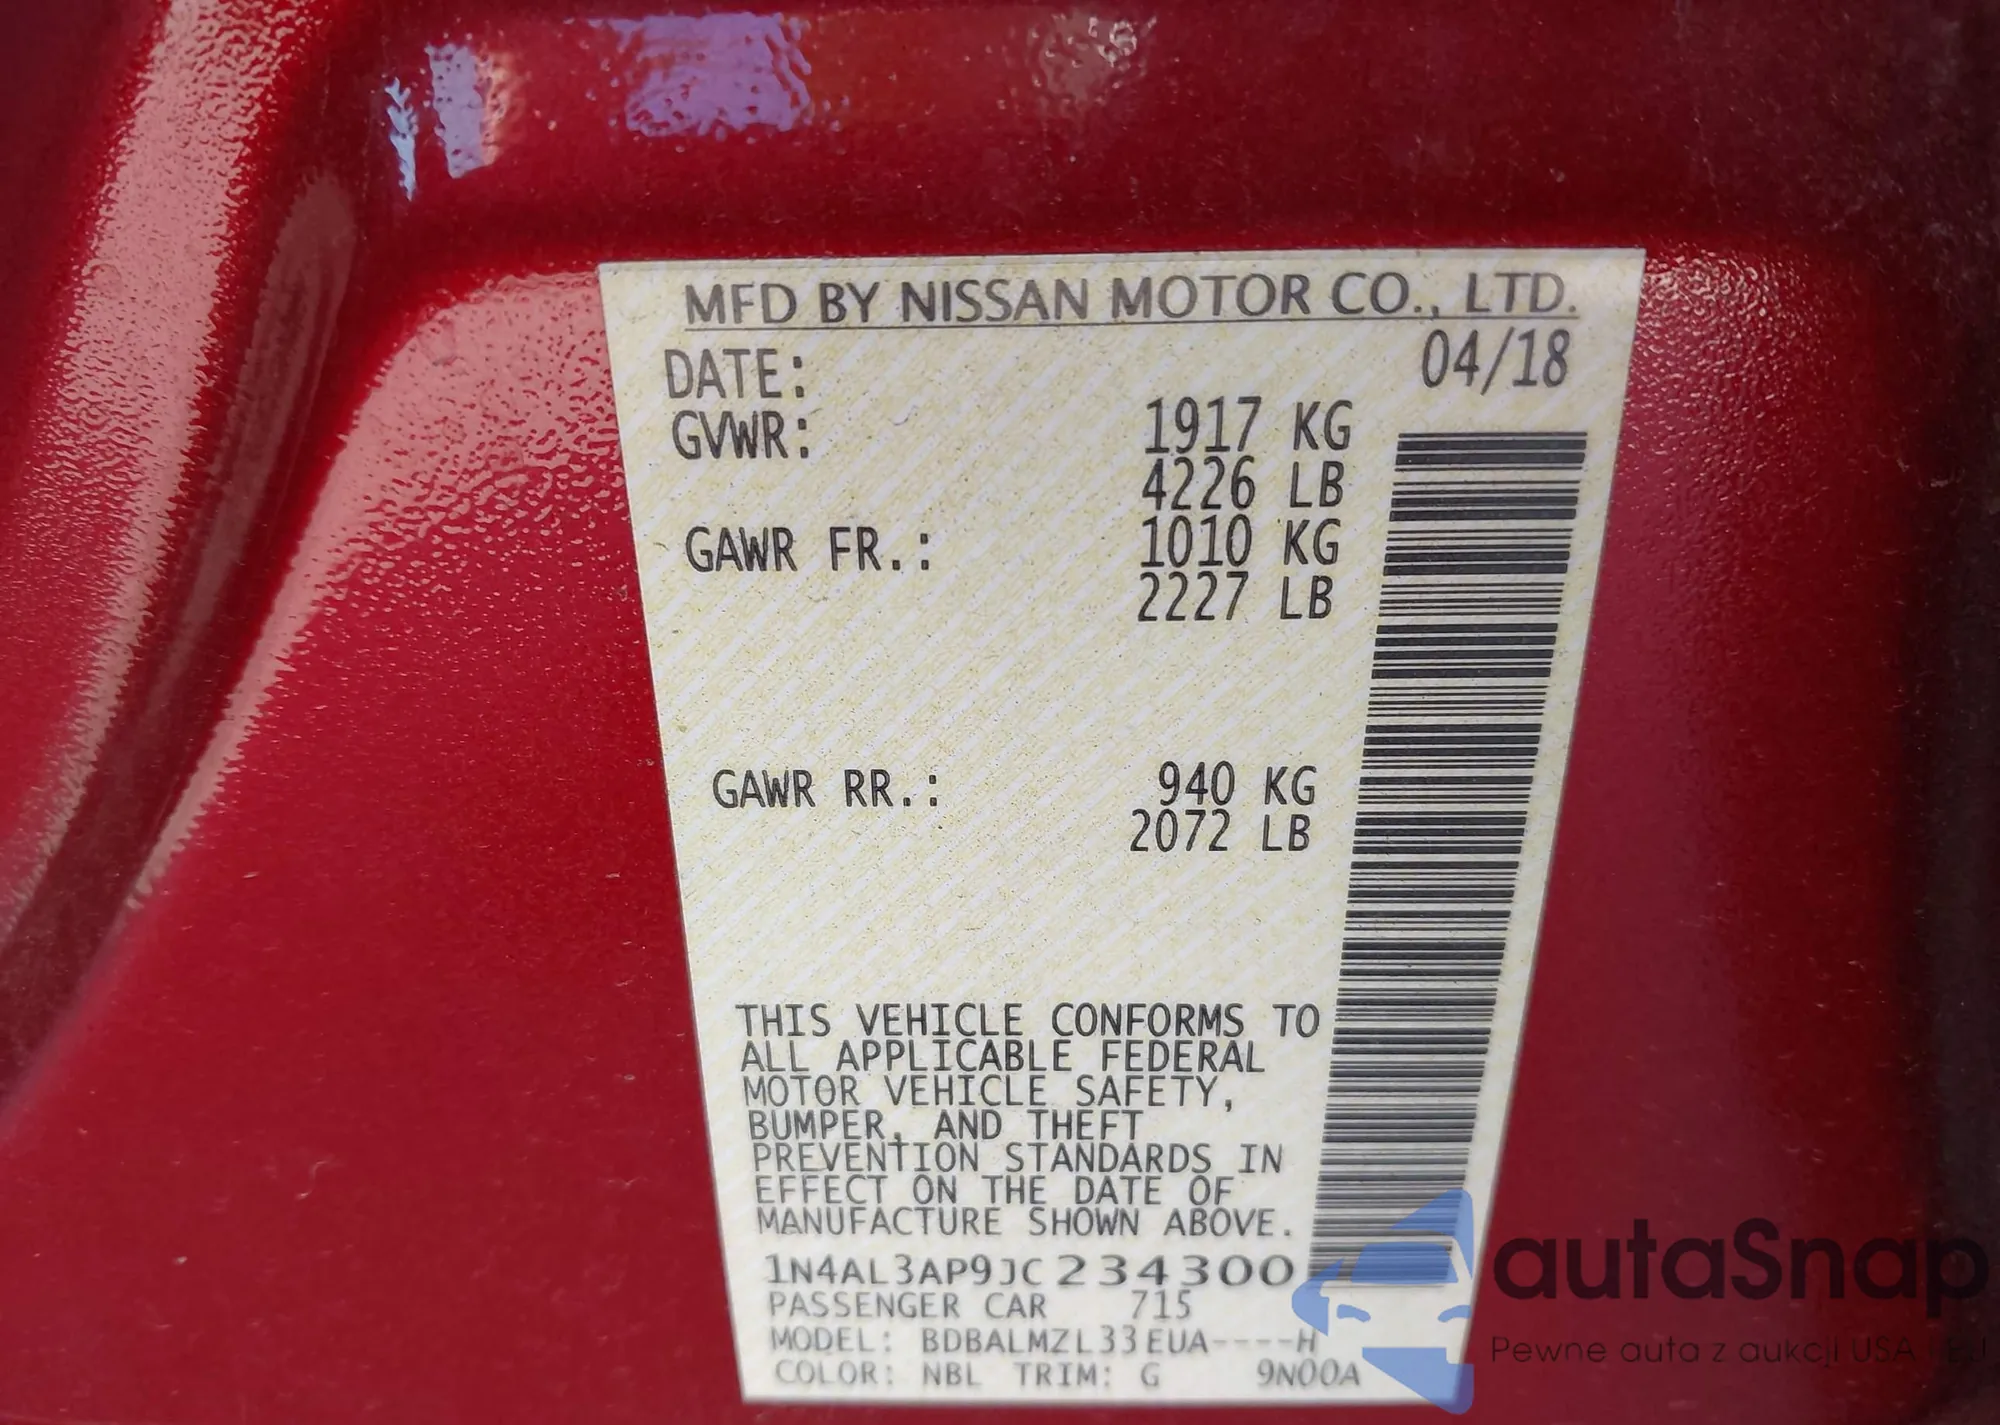 MFD BY NISSAN MOTOR CO., LTD.
DATE: 04/18
GVWR: 1917 KG
4226 LB
GAWR FR.: 1010 KG
2227 LB
GAWR RR.: 940 KG
2072 LB
THIS VEHICLE CONFORMS TO
ALL APPLICABLE FEDERAL
MOTOR VEHICLE SAFETY,
BUMPER, AND THEFT
PREVENTION STANDARDS IN
EFFECT ON THE DATE OF
MANUFACTURE SHOWN ABOVE.
1N4AL3AP9JC234300
PASSENGER CAR 715
MODEL: BDBALMZL33EUA----H
COLOR: NBL TRIM: G 9N00A
autaSnap
Pewne auta z aukcji USA i EU